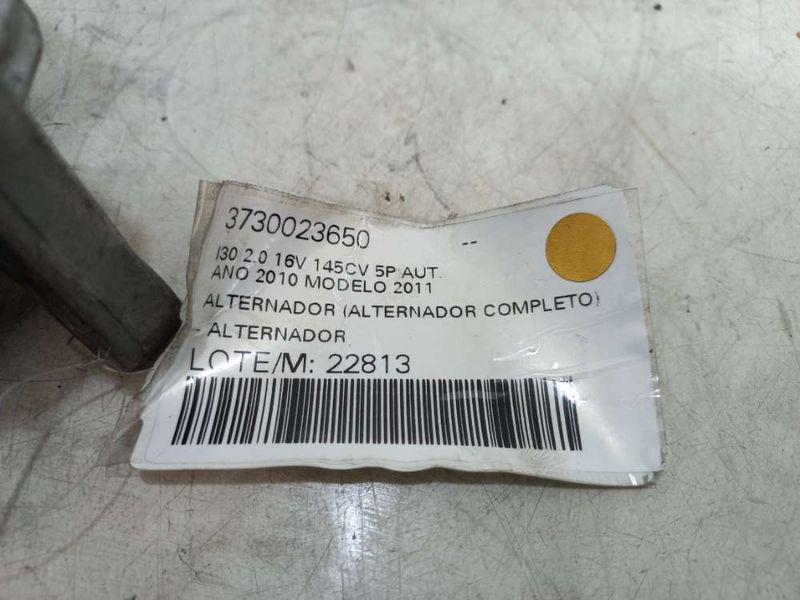 3730023650 --
I30 2.0 16V 145CV 5P AUT.
ANO 2010 MODELO 2011
ALTERNADOR (ALTERNADOR COMPLETO)
- ALTERNADOR
LOTE/M: 22813